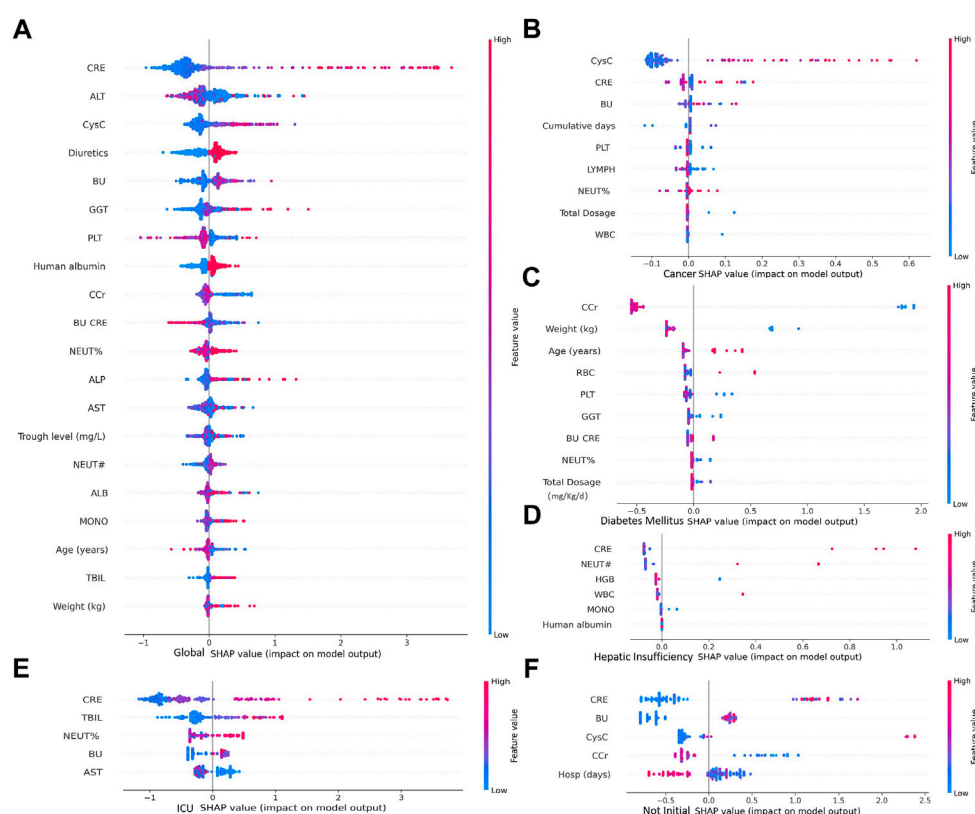 A
High
CRE
ALT
CysC
Diuretics
BU
GGT
PLT
Human albumin
CCr
BU CRE
NEUT%
ALP
AST
Trough level (mg/L)
NEUT#
ALB
MONO
Age (years)
TBIL
Weight (kg)
Feature value
Low
−1 0 1 2 3
Global SHAP value (impact on model output)
B
High
CysC
CRE
BU
Cumulative days
PLT
LYMPH
NEUT%
Total Dosage
WBC
Feature value
Low
−0.1 0.0 0.1 0.2 0.3 0.4 0.5 0.6
Cancer SHAP value (impact on model output)
C
High
CCr
Weight (kg)
Age (years)
RBC
PLT
GGT
BU CRE
NEUT%
Total Dosage
(mg/Kg/d)
Feature value
Low
−0.5 0.0 0.5 1.0 1.5 2.0
Diabetes Mellitus SHAP value (impact on model output)
D
High
CRE
NEUT#
HGB
WBC
MONO
Human albumin
Feature value
Low
0.0 0.2 0.4 0.6 0.8 1.0
Hepatic Insufficiency SHAP value (impact on model output)
E
High
CRE
TBIL
NEUT%
BU
AST
Feature value
Low
−1 0 1 2 3
ICU SHAP value (impact on model output)
F
High
CRE
BU
CysC
CCr
Hosp (days)
Feature value
Low
−1.0 −0.5 0.0 0.5 1.0 1.5 2.0 2.5
Not Initial SHAP value (impact on model output)